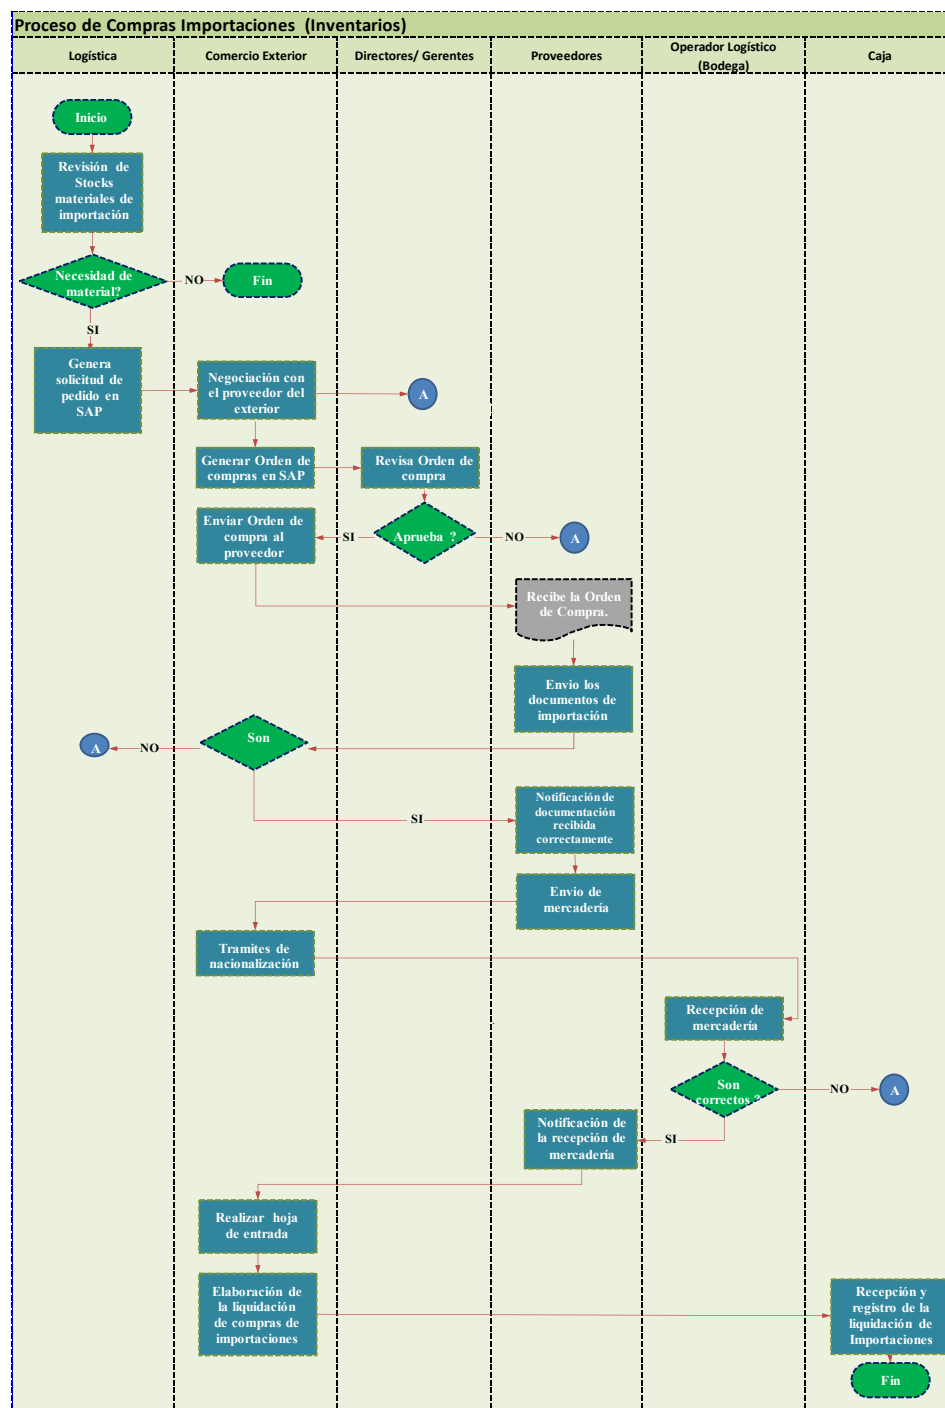 Proceso de Compras Importaciones (Inventarios)
Logística
Comercio Exterior
Directores/ Gerentes
Proveedores
Operador Logístico
(Bodega)
Caja
Inicio
Revisión de
Stocks
materiales de
importación
Necesidad de
material?
NO
Fin
SI
Genera
solicitud de
pedido en
SAP
Negociación con
el proveedor del
exterior
A
Generar Orden de
compras en SAP
Revisa Orden de
compra
Enviar Orden de
compra al
proveedor
SI
Aprueba ?
NO
A
Recibe la Orden
de Compra.
Envio los
documentos de
importación
A
NO
Son
SI
Notificación de
documentación
recibida
correctamente
Envio de
mercadería
Tramites de
nacionalización
Recepción de
mercadería
Son
correctos ?
NO
A
Notificación de
la recepción de
mercadería
SI
Realizar hoja
de entrada
Elaboración de
la liquidación
de compras de
importaciones
Recepción y
registro de la
liquidación de
Importaciones
Fin